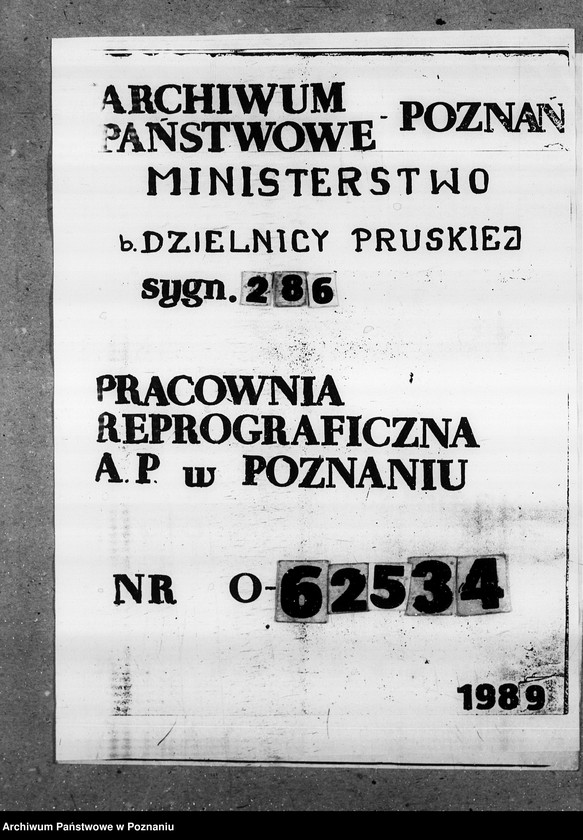 ARCHIWUM
PAŃSTWOWE - POZNAŃ
MINISTERSTWO
b. DZIELNICY PRUSKIEJ
sygn. 286
PRACOWNIA
REPROGRAFICZNA
A.P. w POZNANIU
NR O-62534
1989
Archiwum Państwowe w Poznaniu